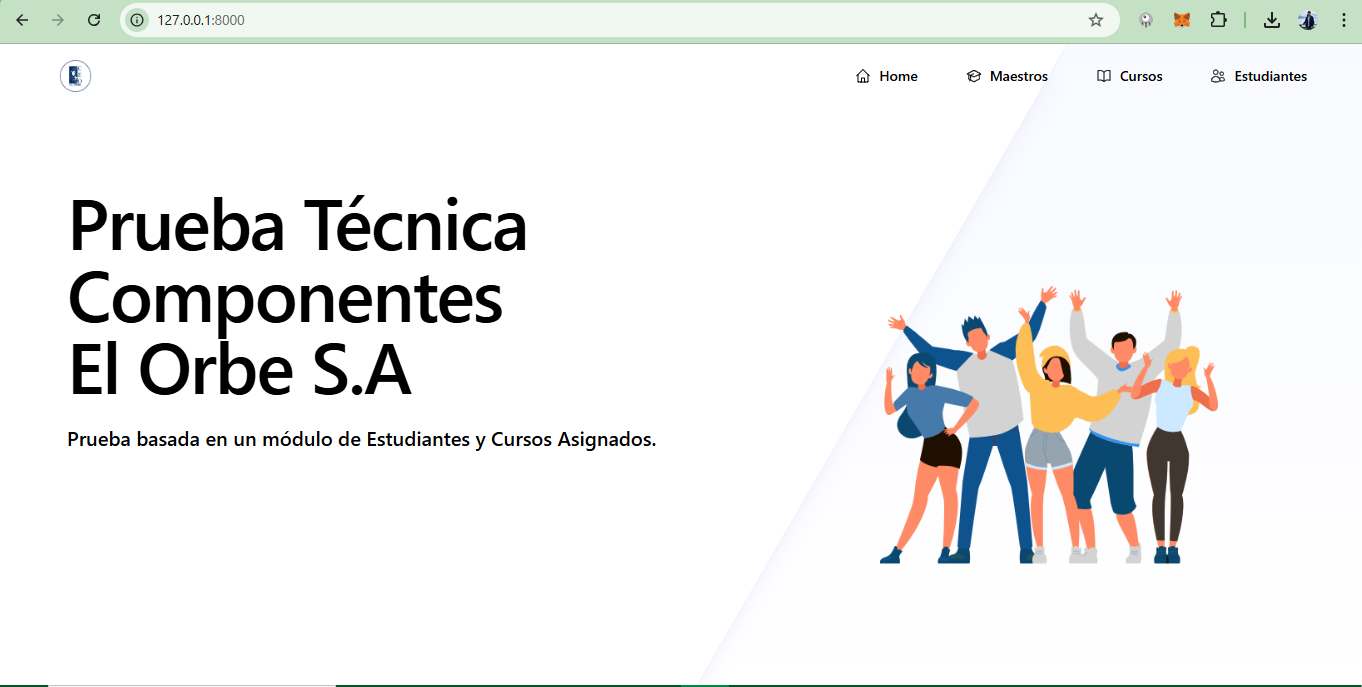 127.0.0.1:8000
Home
Maestros
Cursos
Estudiantes
Prueba Técnica
Componentes
El Orbe S.A
Prueba basada en un módulo de Estudiantes y Cursos Asignados.